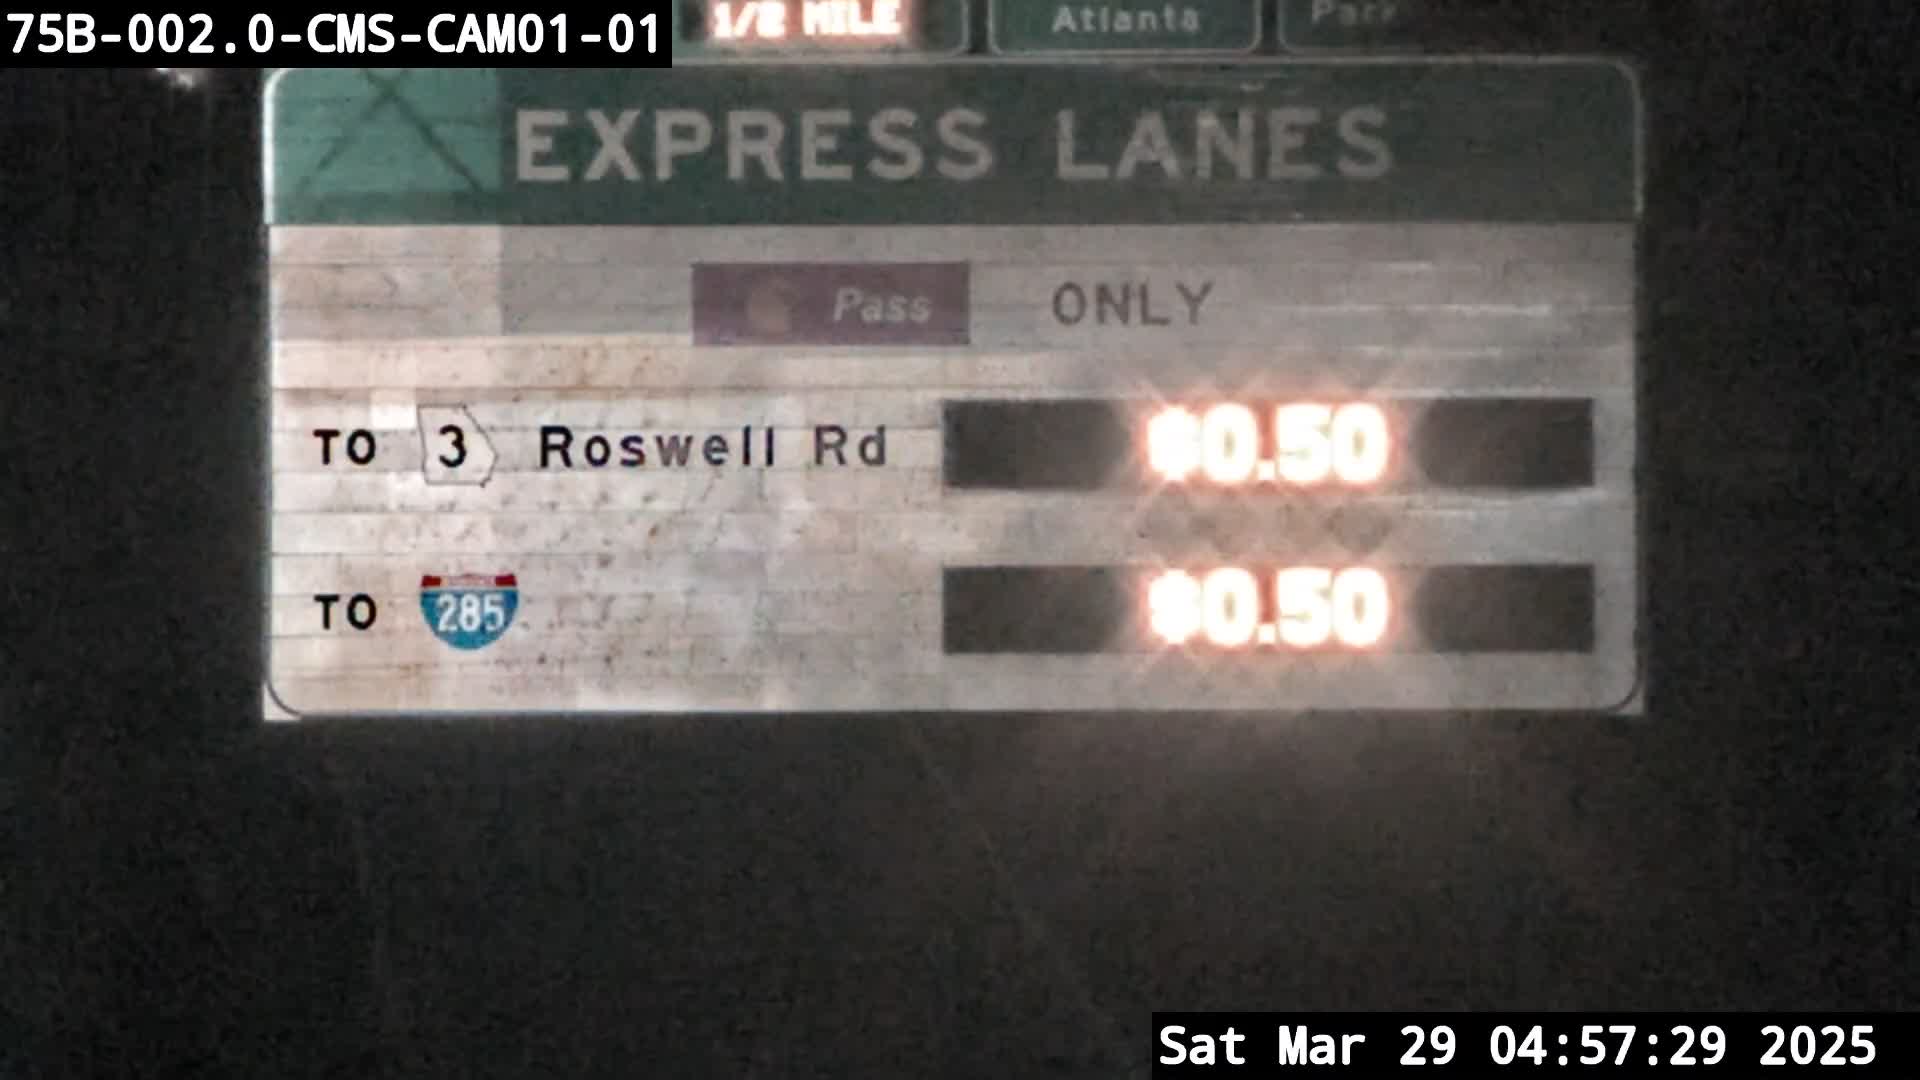 75B-002.0-CMS-CAM01-01
1/2 MILE
Atlanta
Park
EXPRESS LANES
Pass ONLY
TO 3 Roswell Rd $0.50
TO 285 $0.50
Sat Mar 29 04:57:29 2025